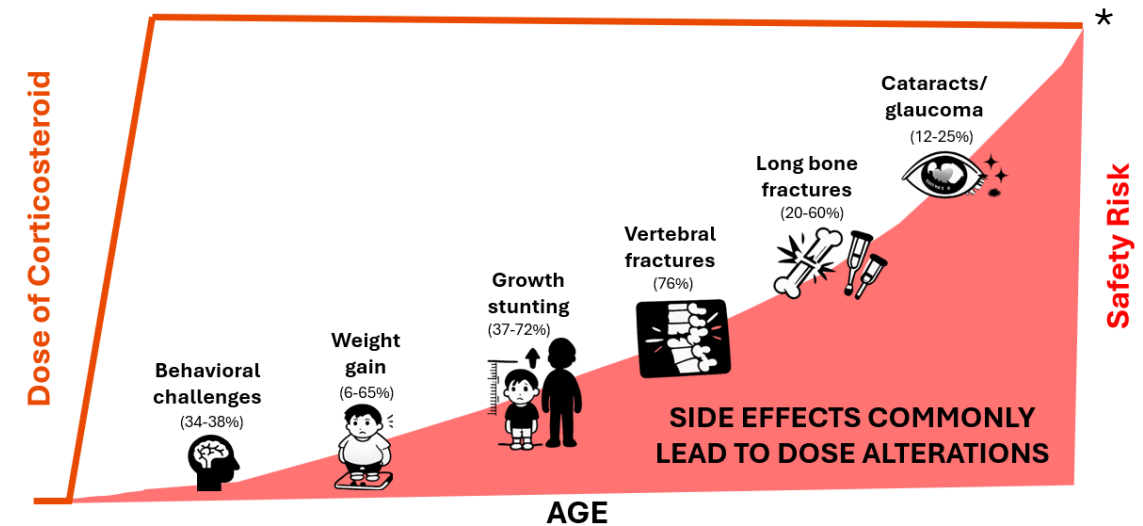 Dose of Corticosteroid
Behavioral
challenges
(34-38%)
Weight
gain
(6-65%)
Growth
stunting
(37-72%)
Vertebral
fractures
(76%)
Long bone
fractures
(20-60%)
Cataracts/
glaucoma
(12-25%)
*
Safety Risk
SIDE EFFECTS COMMONLY
LEAD TO DOSE ALTERATIONS
AGE